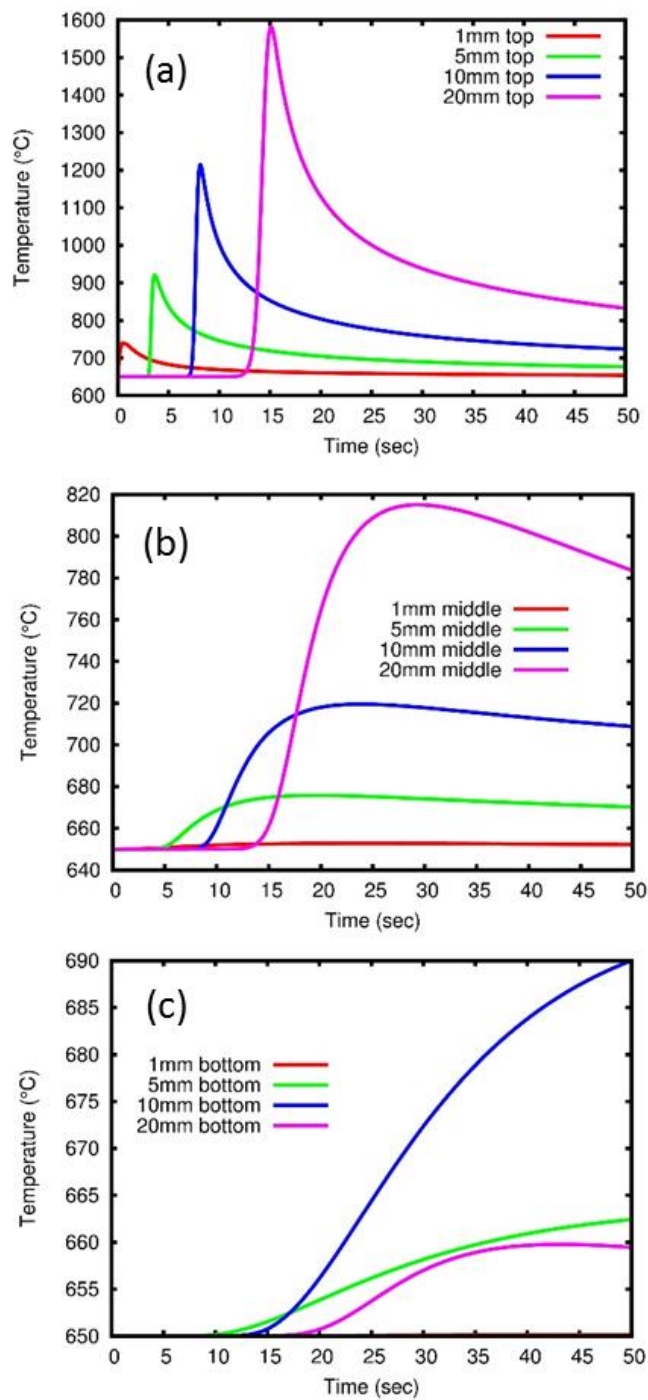 (a)
1mm top
5mm top
10mm top
20mm top
Temperature (°C)
1600
1500
1400
1300
1200
1100
1000
900
800
700
600
0 5 10 15 20 25 30 35 40 45 50
Time (sec)
(b)
1mm middle
5mm middle
10mm middle
20mm middle
Temperature (°C)
820
800
780
760
740
720
700
680
660
640
0 5 10 15 20 25 30 35 40 45 50
Time (sec)
(c)
1mm bottom
5mm bottom
10mm bottom
20mm bottom
Temperature (°C)
690
685
680
675
670
665
660
655
650
0 5 10 15 20 25 30 35 40 45 50
Time (sec)